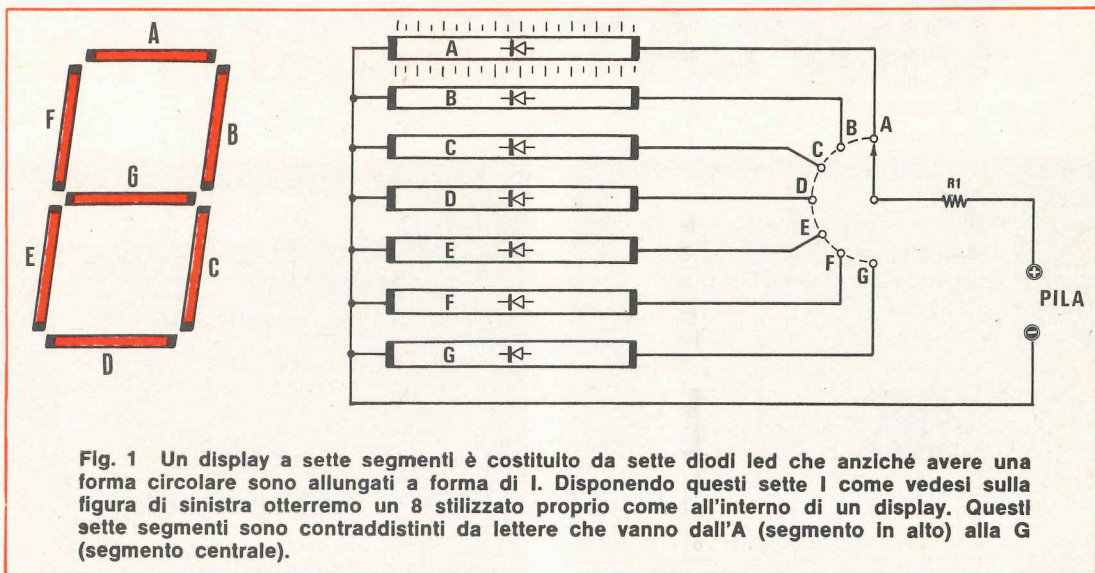 A
F
B
G
E
C
D
A
B
C
D
E
F
G
A
B
C
D
E
F
G
R1
+
PILA
-
Fig. 1 Un display a sette segmenti è costituito da sette diodi led che anziché avere una
forma circolare sono allungati a forma di I. Disponendo questi sette I come vedesi sulla
figura di sinistra otterremo un 8 stilizzato proprio come all'interno di un display. Questi
sette segmenti sono contraddistinti da lettere che vanno dall'A (segmento in alto) alla G
(segmento centrale).